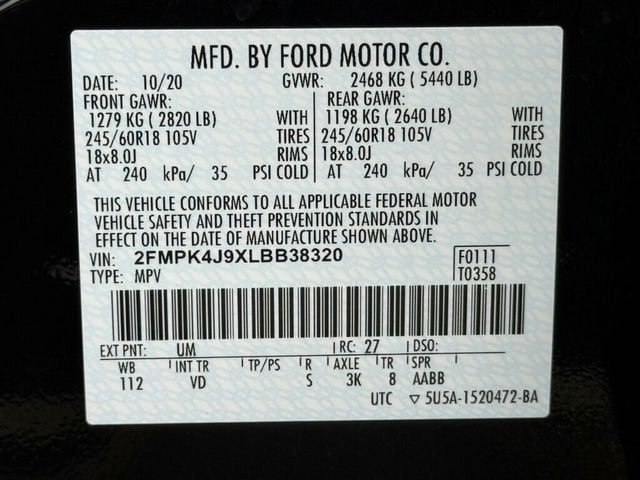 MFD. BY FORD MOTOR CO.
DATE: 10/20 GVWR: 2468 KG ( 5440 LB)
FRONT GAWR: REAR GAWR:
1279 KG ( 2820 LB) WITH 1198 KG ( 2640 LB) WITH
245/60R18 105V TIRES 245/60R18 105V TIRES
18x8.0J RIMS 18x8.0J RIMS
AT 240 kPa/ 35 PSI COLD AT 240 kPa/ 35 PSI COLD
THIS VEHICLE CONFORMS TO ALL APPLICABLE FEDERAL MOTOR
VEHICLE SAFETY AND THEFT PREVENTION STANDARDS IN
EFFECT ON THE DATE OF MANUFACTURE SHOWN ABOVE.
VIN: 2FMPK4J9XLBB38320 F0111
TYPE: MPV T0358
EXT PNT: UM RC: 27 DSO:
WB INT TR TP/PS R AXLE TR SPR
112 VD S 3K 8 AABB
UTC ▽ 5U5A-1520472-BA